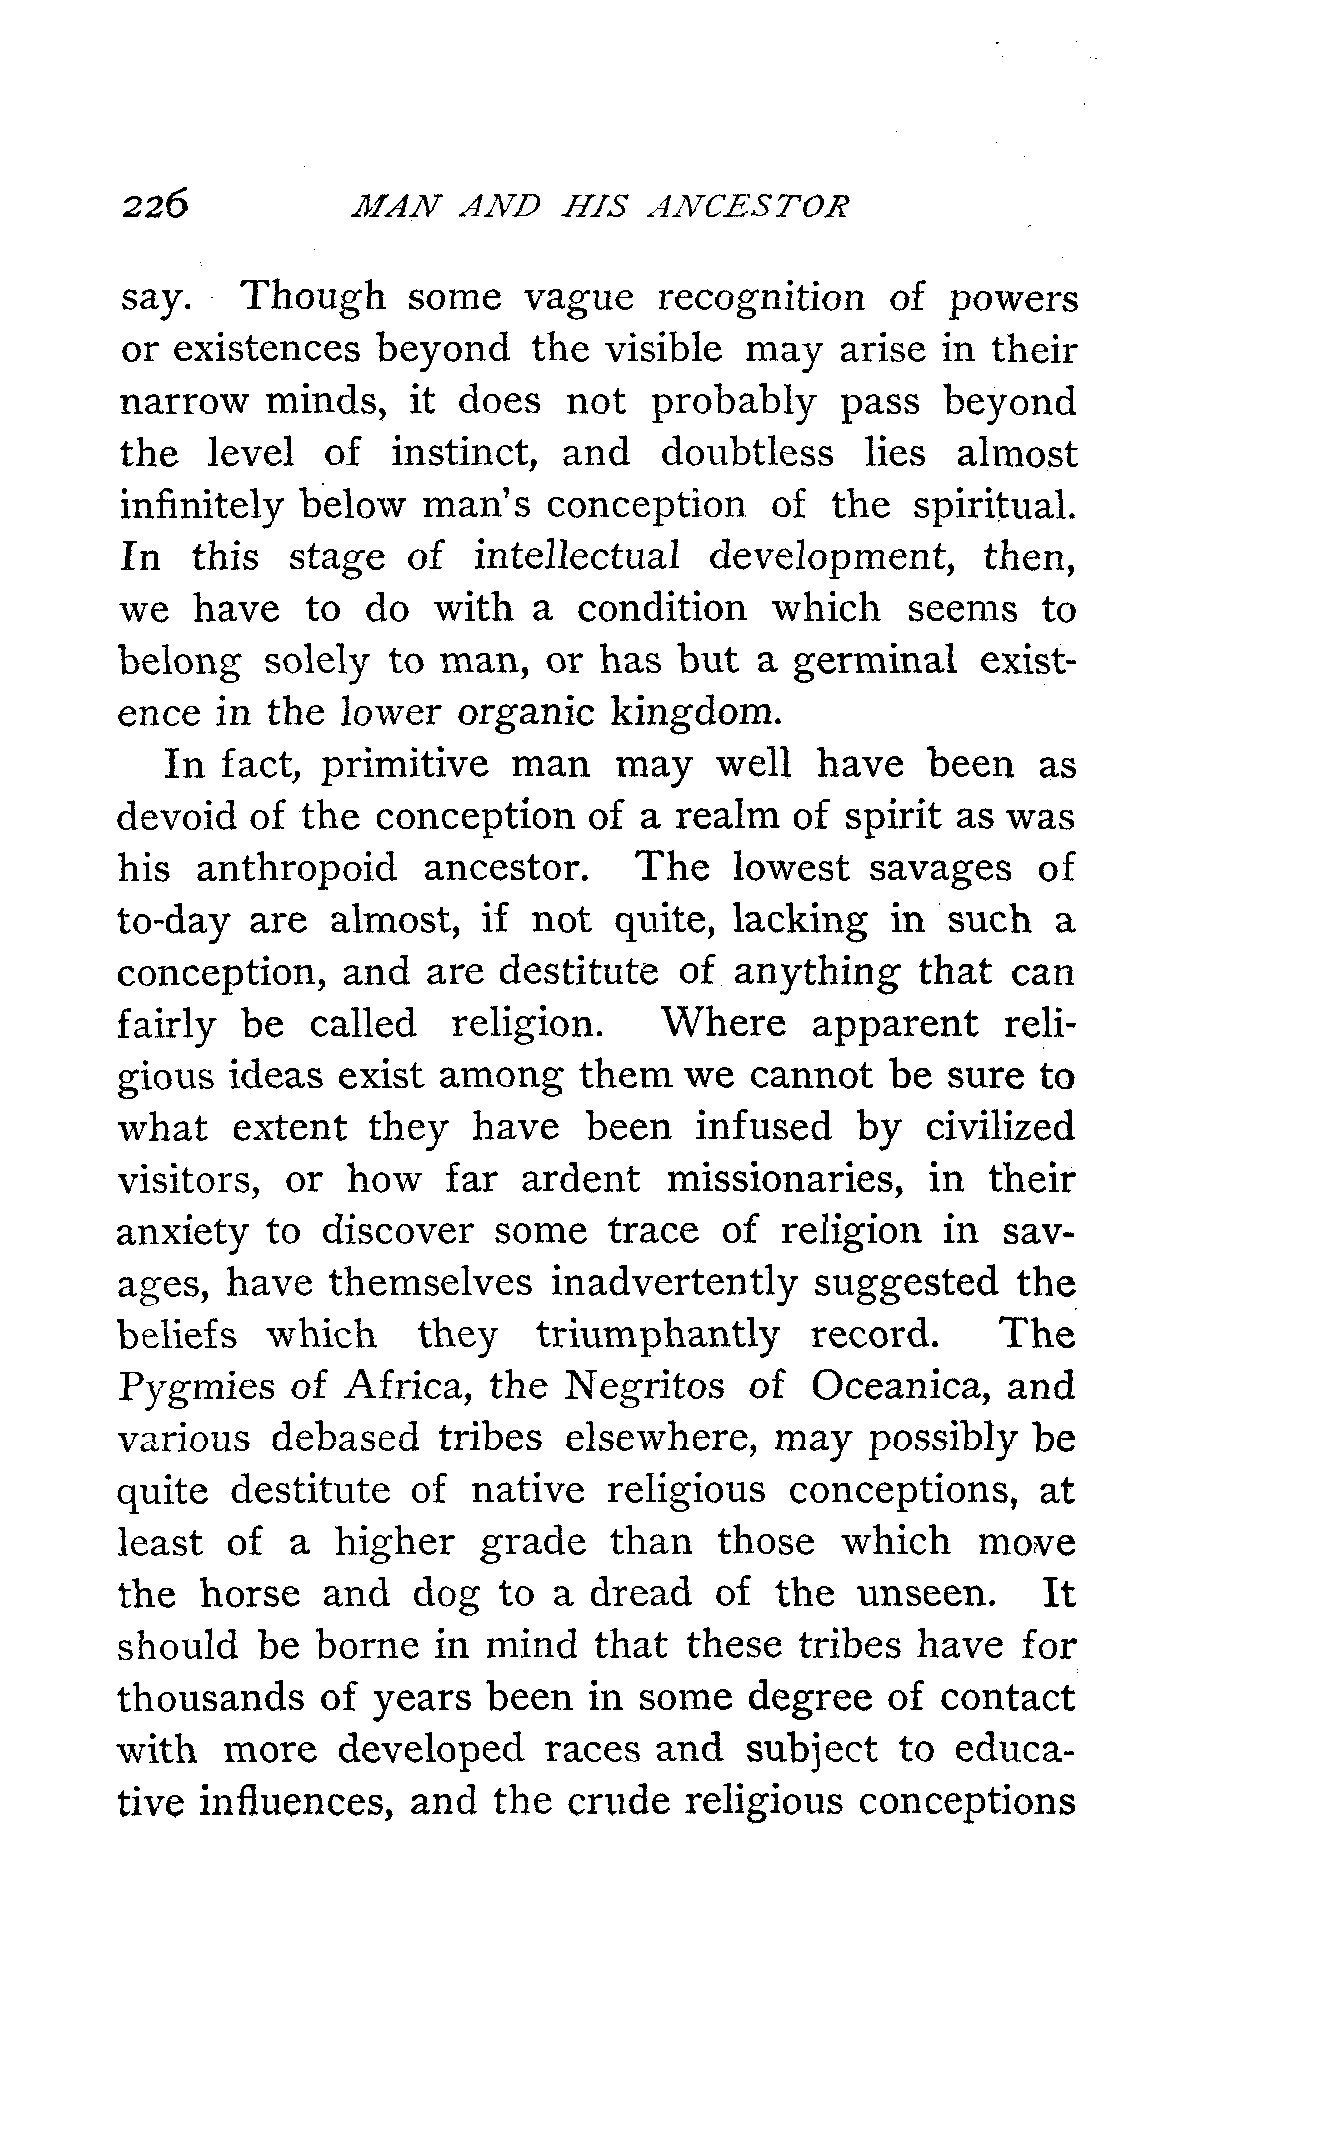 226 MAN AND HIS ANCESTOR
say. Though some vague recognition of powers
or existences beyond the visible may arise in their
narrow minds, it does not probably pass beyond
the level of instinct, and doubtless lies almost
infinitely below man's conception of the spiritual.
In this stage of intellectual development, then,
we have to do with a condition which seems to
belong solely to man, or has but a germinal exist-
ence in the lower organic kingdom.
In fact, primitive man may well have been as
devoid of the conception of a realm of spirit as was
his anthropoid ancestor. The lowest savages of
to-day are almost, if not quite, lacking in such a
conception, and are destitute of anything that can
fairly be called religion. Where apparent reli-
gious ideas exist among them we cannot be sure to
what extent they have been infused by civilized
visitors, or how far ardent missionaries, in their
anxiety to discover some trace of religion in sav-
ages, have themselves inadvertently suggested the
beliefs which they triumphantly record. The
Pygmies of Africa, the Negritos of Oceanica, and
various debased tribes elsewhere, may possibly be
quite destitute of native religious conceptions, at
least of a higher grade than those which move
the horse and dog to a dread of the unseen. It
should be borne in mind that these tribes have for
thousands of years been in some degree of contact
with more developed races and subject to educa-
tive influences, and the crude religious conceptions